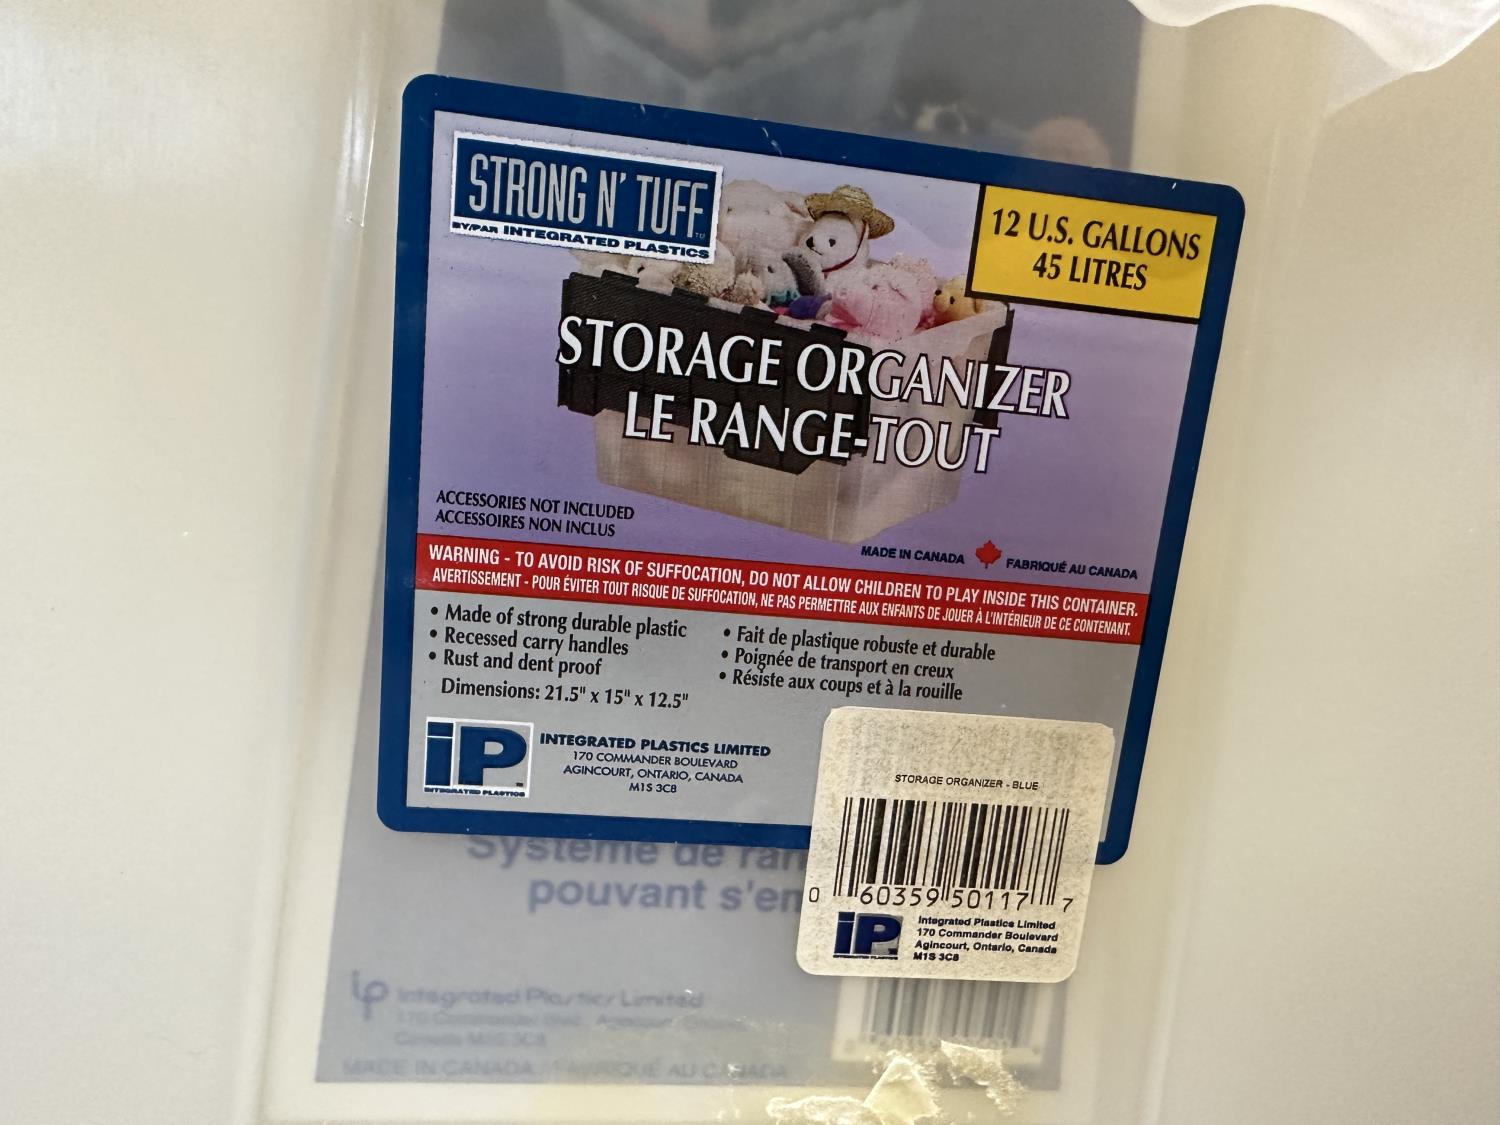 STRONG N' TUFF
BY/PAR INTEGRATED PLASTICS
12 U.S. GALLONS
45 LITRES
STORAGE ORGANIZER
LE RANGE-TOUT
ACCESSORIES NOT INCLUDED
ACCESSOIRES NON INCLUS
MADE IN CANADA FABRIQUÉ AU CANADA
WARNING - TO AVOID RISK OF SUFFOCATION, DO NOT ALLOW CHILDREN TO PLAY INSIDE THIS CONTAINER.
AVERTISSEMENT - POUR ÉVITER TOUT RISQUE DE SUFFOCATION, NE PAS PERMETTRE AUX ENFANTS DE JOUER À L'INTÉRIEUR DE CE CONTENANT.
• Made of strong durable plastic
• Recessed carry handles
• Rust and dent proof
Dimensions: 21.5" x 15" x 12.5"
• Fait de plastique robuste et durable
• Poignée de transport en creux
• Résiste aux coups et à la rouille
iP
INTEGRATED PLASTICS
INTEGRATED PLASTICS LIMITED
170 COMMANDER BOULEVARD
AGINCOURT, ONTARIO, CANADA
M1S 3C8
STORAGE ORGANIZER - BLUE
0 60359 50117 7
iP
INTEGRATED PLASTICS
Integrated Plastics Limited
170 Commander Boulevard
Agincourt, Ontario, Canada
M1S 3C8
Système de ran
pouvant s'en
ip Integrated Plastics Limited
Canada M1S 3C8
MADE IN CANADA / FABRIQUÉ AU CANADA